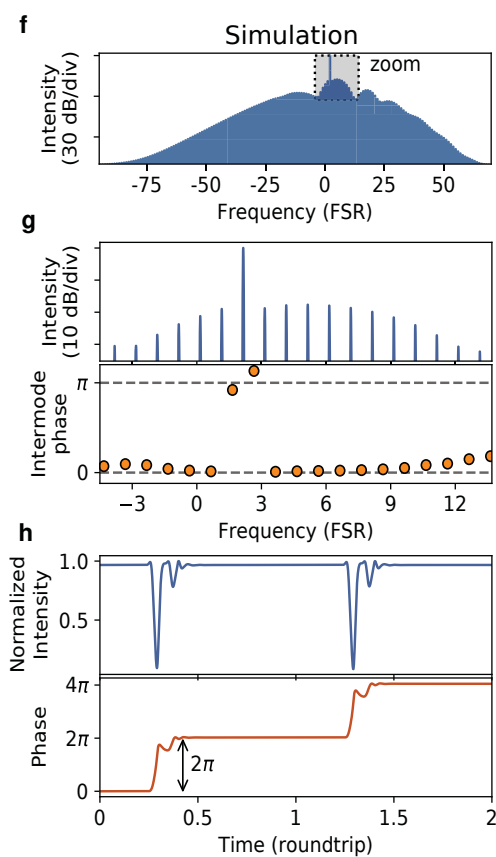 f
Simulation
zoom
Intensity
(30 dB/div)
-75 -50 -25 0 25 50
Frequency (FSR)
g
Intensity
(10 dB/div)
Intermode
phase
π
0
−3 0 3 6 9 12
Frequency (FSR)
h
Normalized
Intensity
1.0
0.5
Phase
4π
2π
0
2π
0 0.5 1 1.5 2
Time (roundtrip)